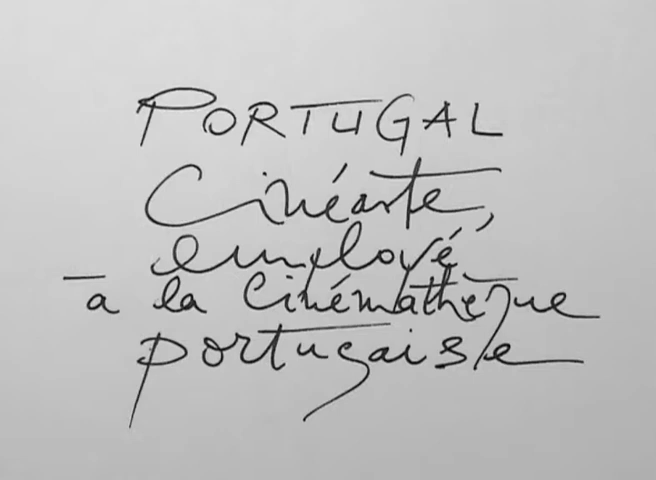 PORTUGAL
Cinéaste,
employé
à la Cinémathèque
portugaise